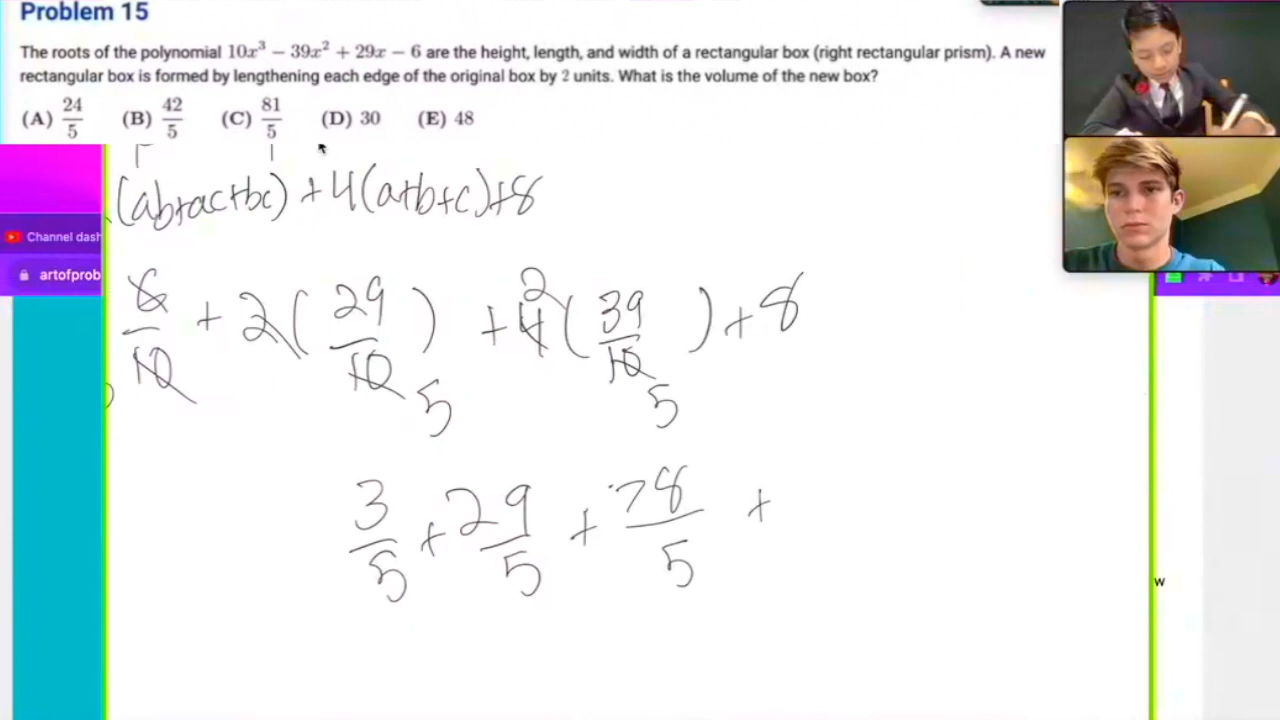 Problem 15
The roots of the polynomial 10x³ − 39x² + 29x − 6 are the height, length, and width of a rectangular box (right rectangular prism). A new
rectangular box is formed by lengthening each edge of the original box by 2 units. What is the volume of the new box?
(A) 24/5 (B) 42/5 (C) 81/5 (D) 30 (E) 48
(ab+ac+bc) + 4(a+b+c)+8
Channel dash
artofprob
6/10 + 2(29/10) + 4(39/10) + 8
2
5 5
3/5 + 29/5 + 78/5 +
w